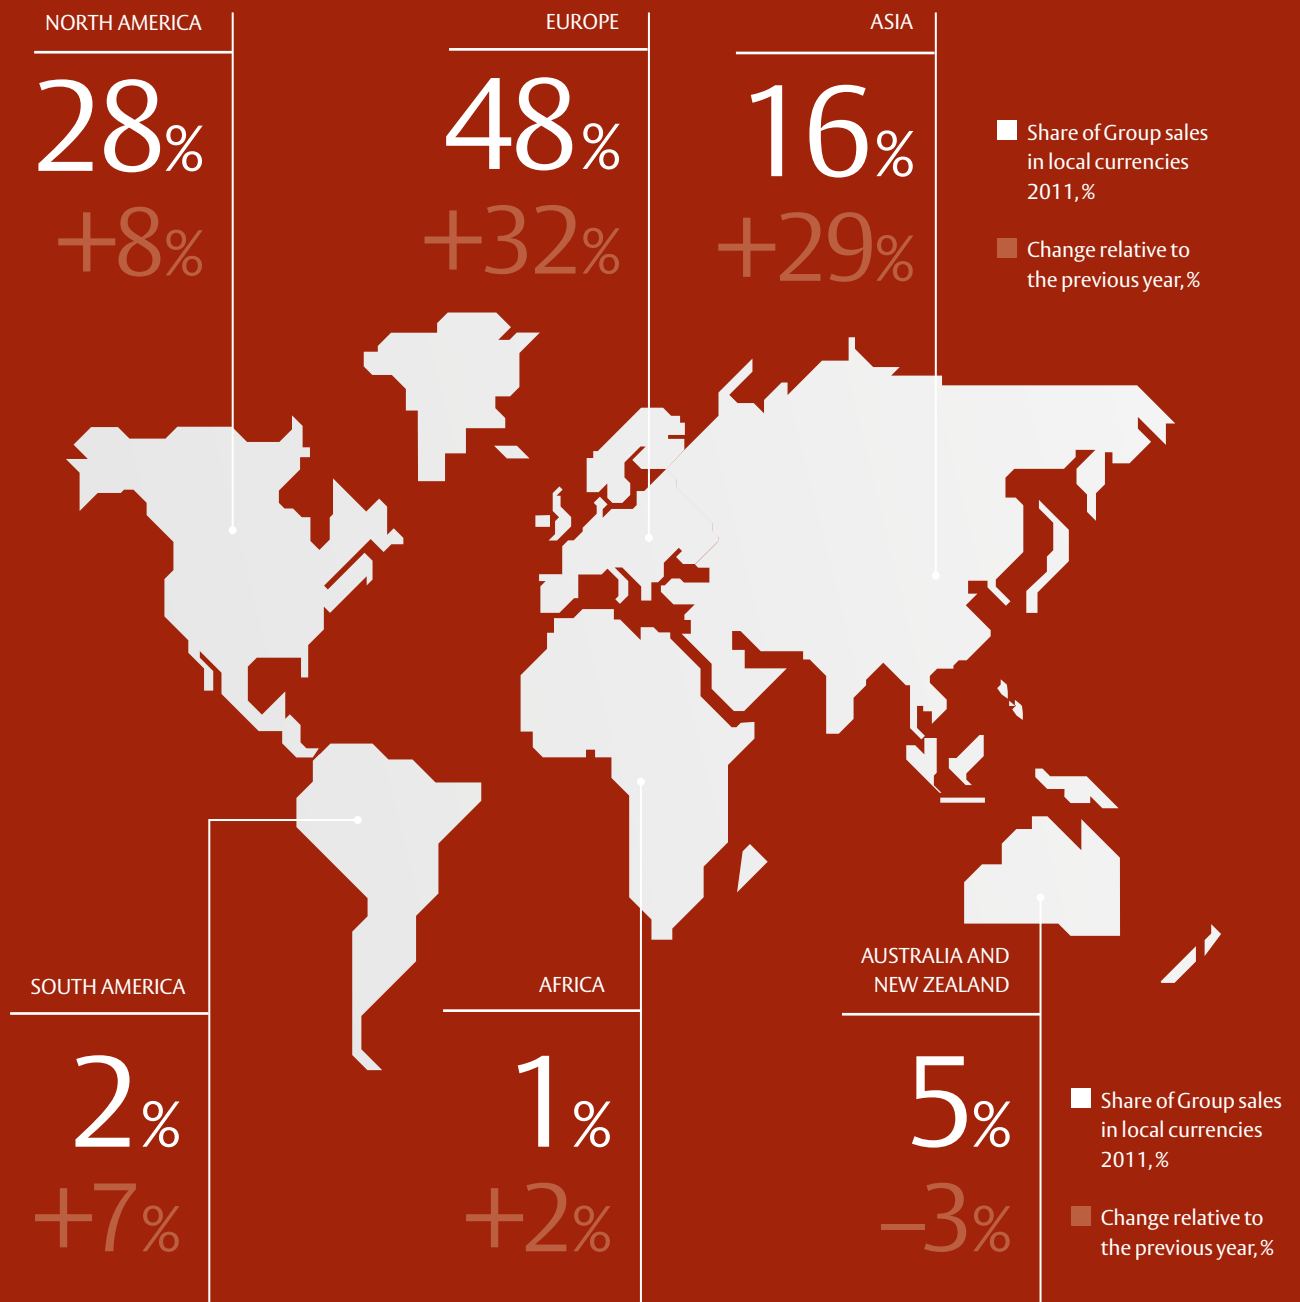 NORTH AMERICA
28%
+8%
EUROPE
48%
+32%
ASIA
16%
+29%
Share of Group sales
in local currencies
2011, %
Change relative to
the previous year, %
SOUTH AMERICA
2%
+7%
AFRICA
1%
+2%
AUSTRALIA AND
NEW ZEALAND
5%
–3%
Share of Group sales
in local currencies
2011, %
Change relative to
the previous year, %